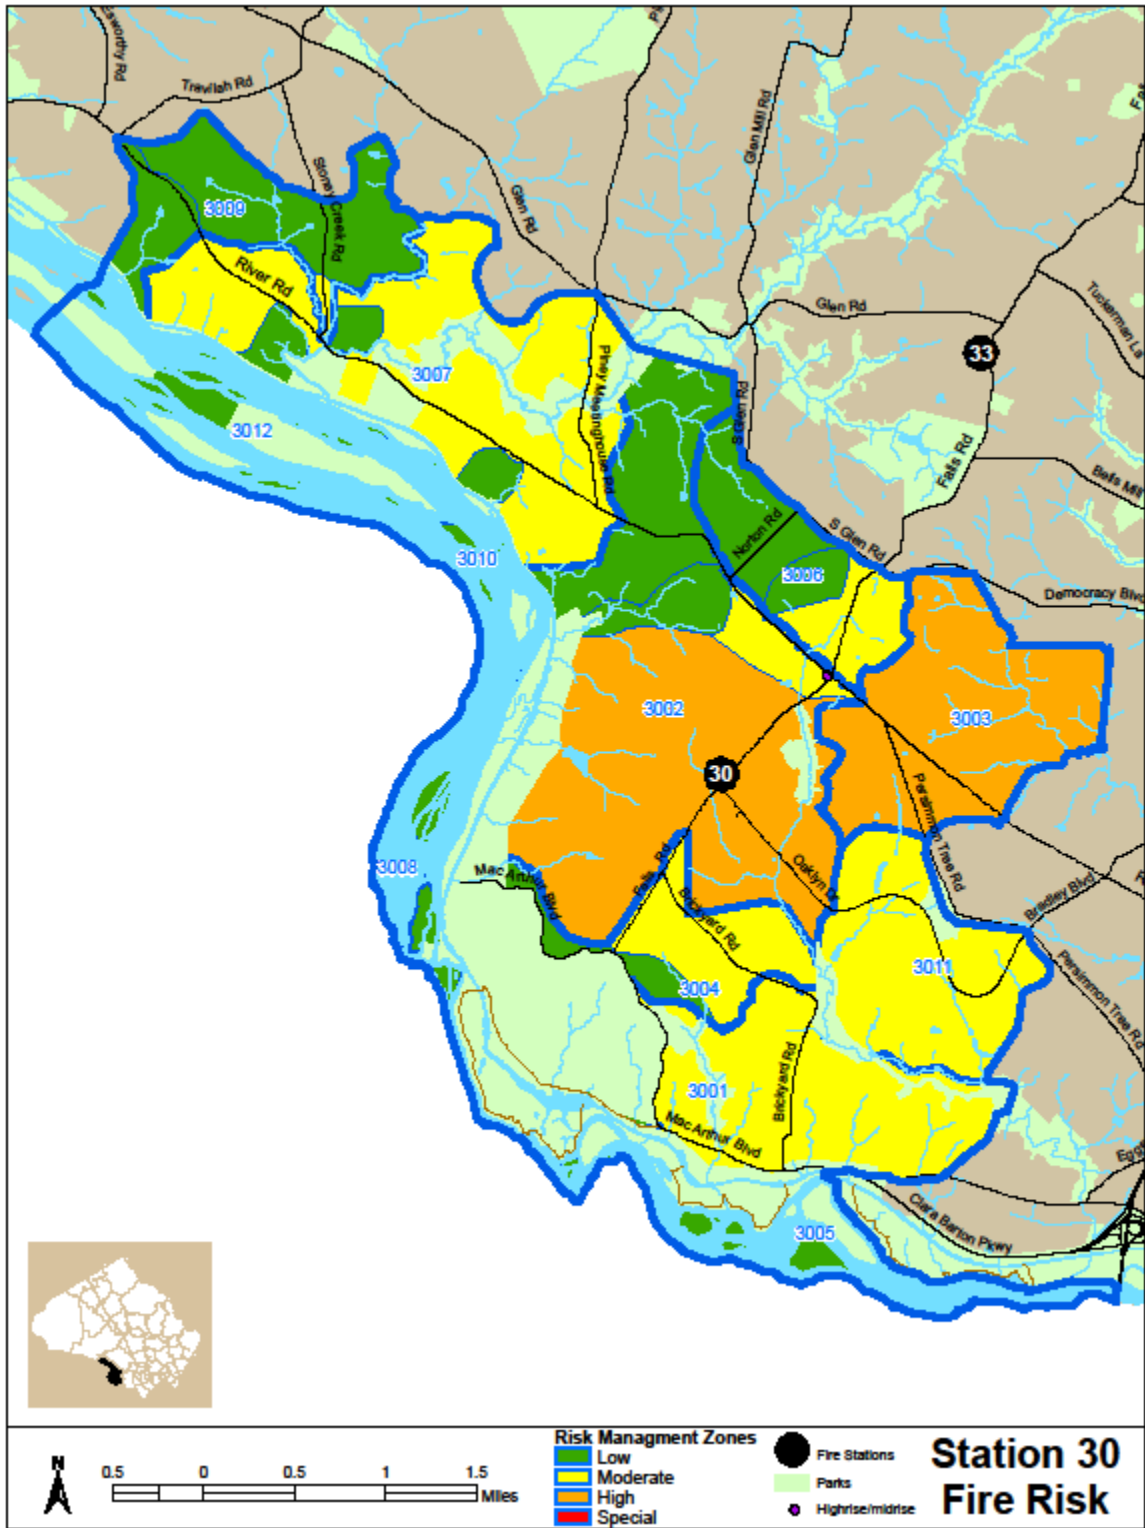 Esworthy Rd
Travilah Rd
Glen Mill Rd
Stoney Creek Rd
Glen Rd
3009
River Rd
Glen Rd
Tuckerman Ln
33
Piney Meetinghouse Rd
3007
S Glen Rd
3012
Falls Rd
Bells Mill
Norton Rd
S Glen Rd
3010
3006
Democracy Blvd
3002
3003
30
Persimmon Tree Rd
Falls Rd
Oaklyn Dr
3008
Mac Arthur Blvd
Bradley Blvd
Brickyard Rd
3011
3004
Persimmon Tree Rd
Brickyard Rd
3001
Mac Arthur Blvd
Clara Barton Pkwy
3005
N
0.5 0 0.5 1 1.5
Miles
Risk Managment Zones
Low
Moderate
High
Special
Fire Stations
Parks
Highrise/midrise
Station 30
Fire Risk